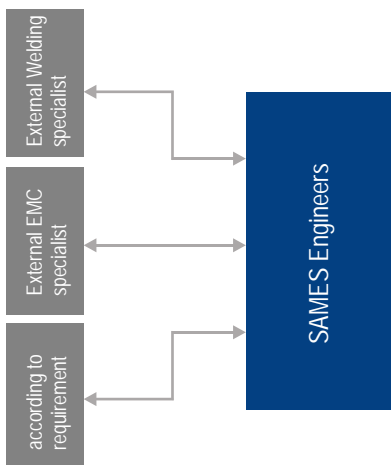 External Welding
specialist
External EMC
specialist
according to
requirement
SAMES Engineers